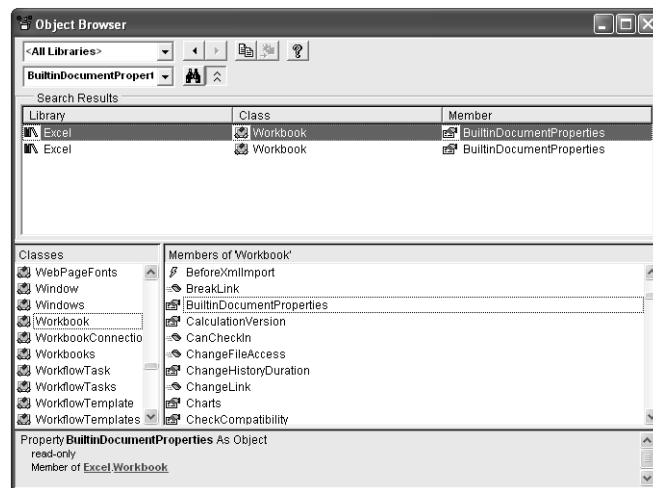 Object Browser
<All Libraries>
BuiltinDocumentPropert
Search Results
Library Class Member
Excel Workbook BuiltinDocumentProperties
Excel Workbook BuiltinDocumentProperties
Classes
WebPageFonts
Window
Windows
Workbook
WorkbookConnectio
Workbooks
WorkflowTask
WorkflowTasks
WorkflowTemplate
WorkflowTemplates
Members of 'Workbook'
BeforeXmlImport
BreakLink
BuiltinDocumentProperties
CalculationVersion
CanCheckIn
ChangeFileAccess
ChangeHistoryDuration
ChangeLink
Charts
CheckCompatibility
Property BuiltinDocumentProperties As Object
read-only
Member of Excel.Workbook